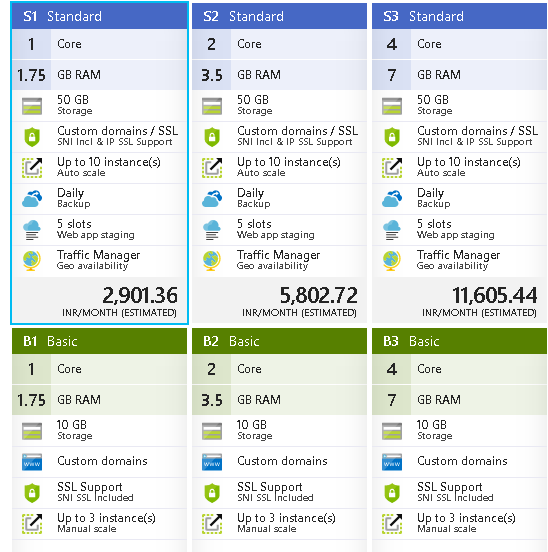 S1 Standard
1 Core
1.75 GB RAM
50 GB
Storage
Custom domains / SSL
SNI Incl & IP SSL Support
Up to 10 instance(s)
Auto scale
Daily
Backup
5 slots
Web app staging
Traffic Manager
Geo availability
2,901.36
INR/MONTH (ESTIMATED)
S2 Standard
2 Core
3.5 GB RAM
50 GB
Storage
Custom domains / SSL
SNI Incl & IP SSL Support
Up to 10 instance(s)
Auto scale
Daily
Backup
5 slots
Web app staging
Traffic Manager
Geo availability
5,802.72
INR/MONTH (ESTIMATED)
S3 Standard
4 Core
7 GB RAM
50 GB
Storage
Custom domains / SSL
SNI Incl & IP SSL Support
Up to 10 instance(s)
Auto scale
Daily
Backup
5 slots
Web app staging
Traffic Manager
Geo availability
11,605.44
INR/MONTH (ESTIMATED)
B1 Basic
1 Core
1.75 GB RAM
10 GB
Storage
www Custom domains
SSL Support
SNI SSL Included
Up to 3 instance(s)
Manual scale
B2 Basic
2 Core
3.5 GB RAM
10 GB
Storage
www Custom domains
SSL Support
SNI SSL Included
Up to 3 instance(s)
Manual scale
B3 Basic
4 Core
7 GB RAM
10 GB
Storage
www Custom domains
SSL Support
SNI SSL Included
Up to 3 instance(s)
Manual scale